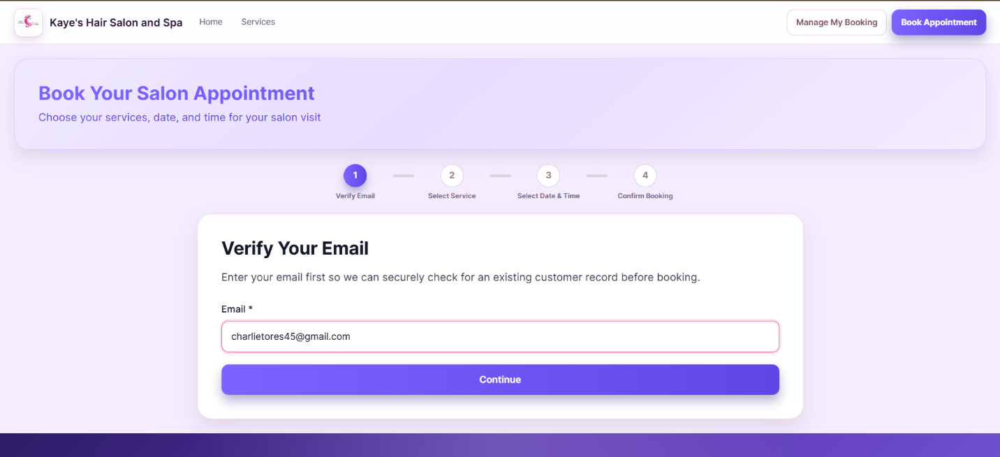 Kaye's Hair Salon and Spa
Home
Services
Manage My Booking
Book Appointment
Book Your Salon Appointment
Choose your services, date, and time for your salon visit
1
2
3
4
Verify Email
Select Service
Select Date & Time
Confirm Booking
Verify Your Email
Enter your email first so we can securely check for an existing customer record before booking.
Email *
charlietores45@gmail.com
Continue